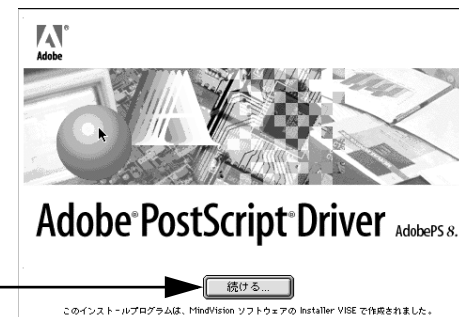 Adobe
Adobe® PostScript® Driver AdobePS 8.
続ける...
このインストールプログラムは、MindVision ソフトウェアの Installer VISE で作成されました。